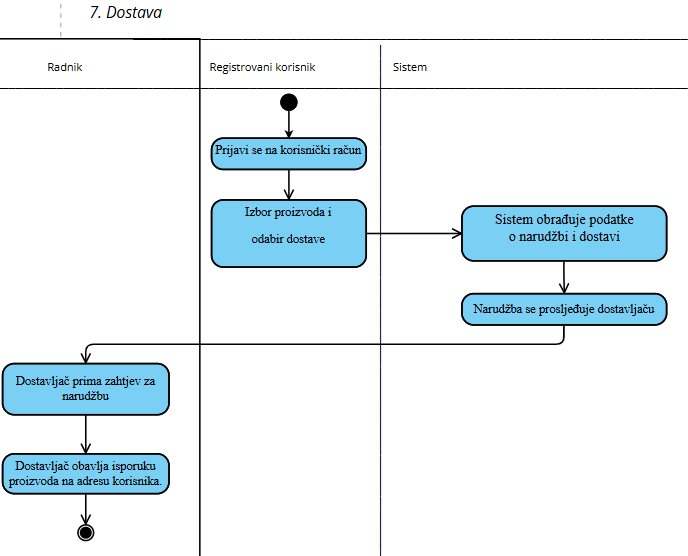 7. Dostava
Radnik
Registrovani korisnik
Sistem
Prijavi se na korisnički račun
Izbor proizvoda i
odabir dostave
Sistem obrađuje podatke
o narudžbi i dostavi
Narudžba se prosljeđuje dostavljaču
Dostavljač prima zahtjev za
narudžbu
Dostavljač obavlja isporuku
proizvoda na adresu korisnika.